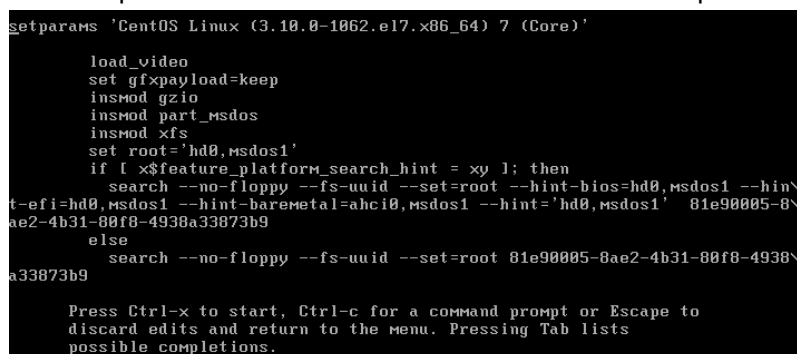 setparams 'CentOS Linux (3.10.0-1062.el7.x86_64) 7 (Core)'
load_video
set gfxpayload=keep
insmod gzio
insmod part_msdos
insmod xfs
set root='hd0,msdos1'
if [ x$feature_platform_search_hint = xy ]; then
search --no-floppy --fs-uuid --set=root --hint-bios=hd0,msdos1 --hin\
t-efi=hd0,msdos1 --hint-baremetal=ahci0,msdos1 --hint='hd0,msdos1'  81e90005-8\
ae2-4b31-80f8-4938a33873b9
else
search --no-floppy --fs-uuid --set=root 81e90005-8ae2-4b31-80f8-4938\
a33873b9
Press Ctrl-x to start, Ctrl-c for a command prompt or Escape to
discard edits and return to the menu. Pressing Tab lists
possible completions.